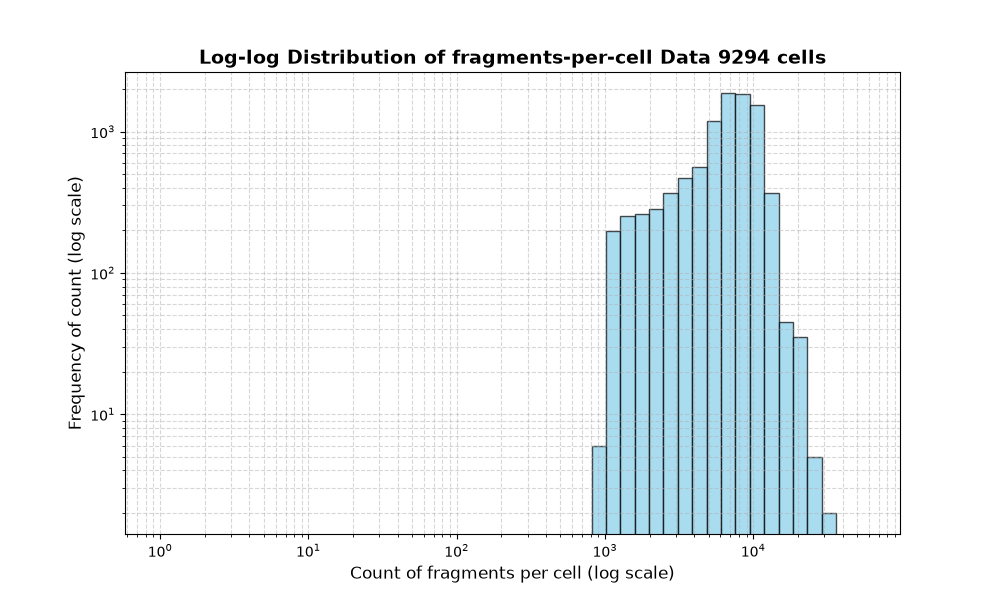 Log-log Distribution of fragments-per-cell Data 9294 cells
Frequency of count (log scale)
10³
10²
10¹
10⁰ 10¹ 10² 10³ 10⁴
Count of fragments per cell (log scale)